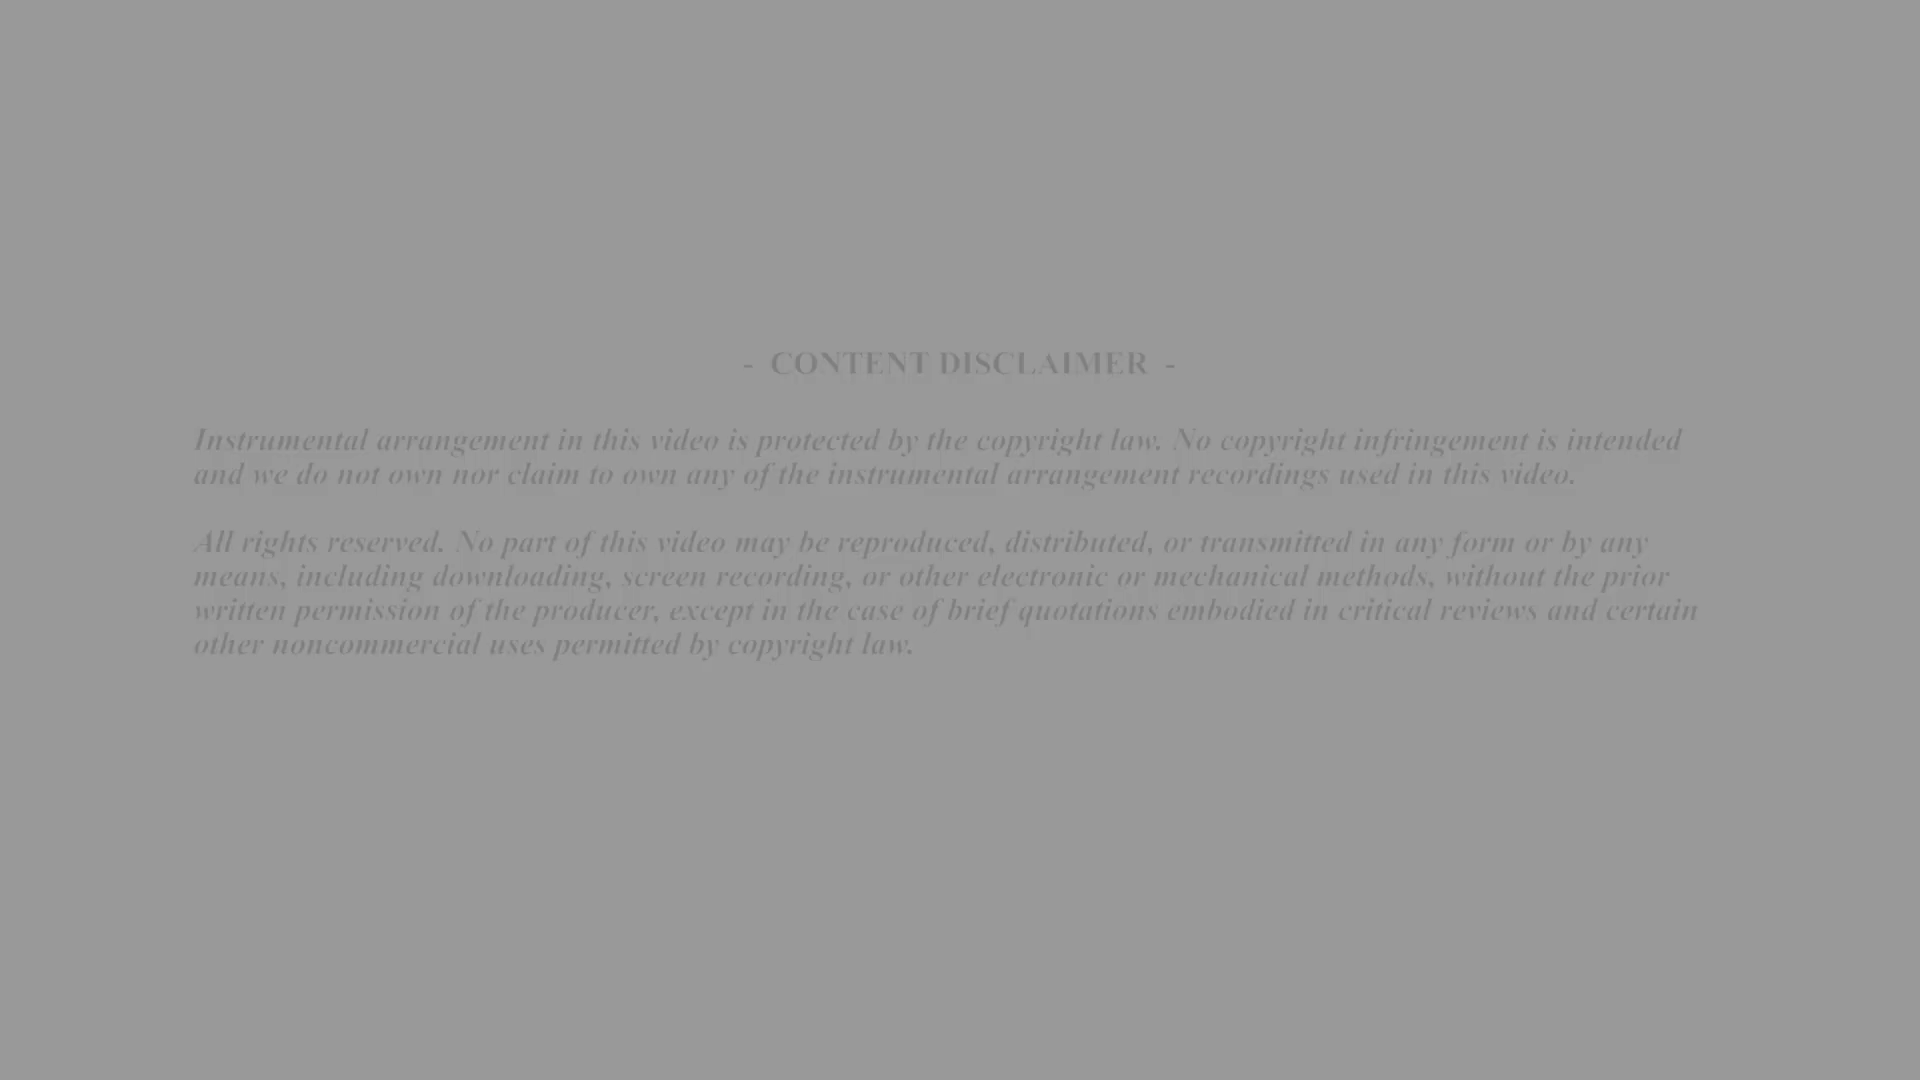 - CONTENT DISCLAIMER -
Instrumental arrangement in this video is protected by the copyright law. No copyright infringement is intended
and we do not own nor claim to own any of the instrumental arrangement recordings used in this video.
All rights reserved. No part of this video may be reproduced, distributed, or transmitted in any form or by any
means, including downloading, screen recording, or other electronic or mechanical methods, without the prior
written permission of the producer, except in the case of brief quotations embodied in critical reviews and certain
other noncommercial uses permitted by copyright law.